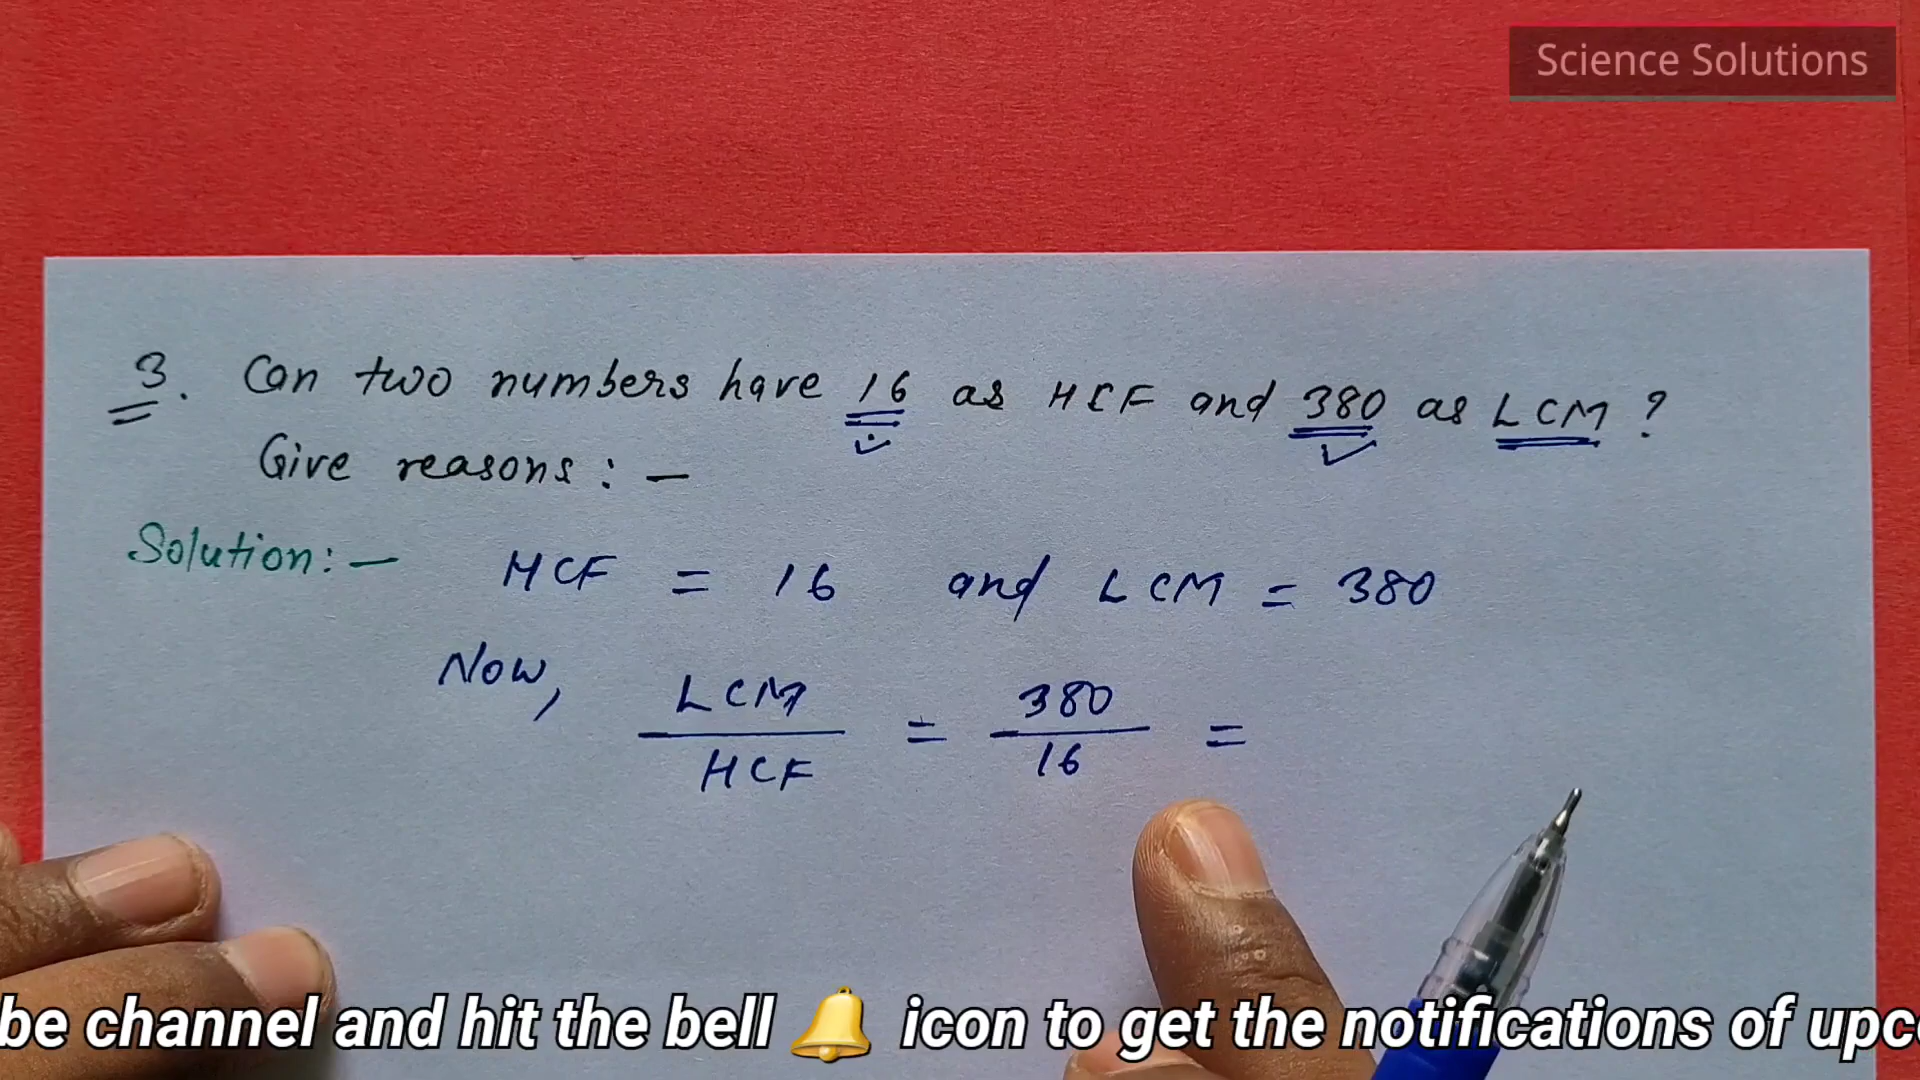 Science Solutions
3. Can two numbers have 16 as HCF and 380 as LCM ?
Give reasons : —
Solution : — HCF = 16 and LCM = 380
Now, LCM / HCF = 380 / 16 =
be channel and hit the bell 🔔 icon to get the notifications of upc